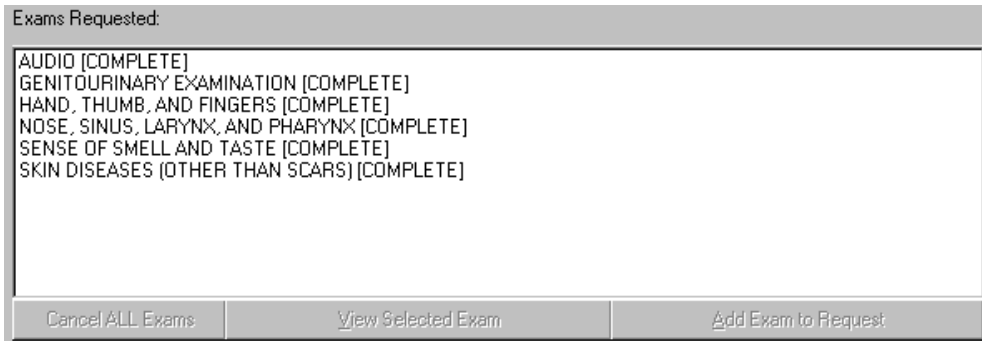 Exams Requested:
AUDIO [COMPLETE]
GENITOURINARY EXAMINATION [COMPLETE]
HAND, THUMB, AND FINGERS [COMPLETE]
NOSE, SINUS, LARYNX, AND PHARYNX [COMPLETE]
SENSE OF SMELL AND TASTE [COMPLETE]
SKIN DISEASES (OTHER THAN SCARS) [COMPLETE]
Cancel ALL Exams View Selected Exam Add Exam to Request